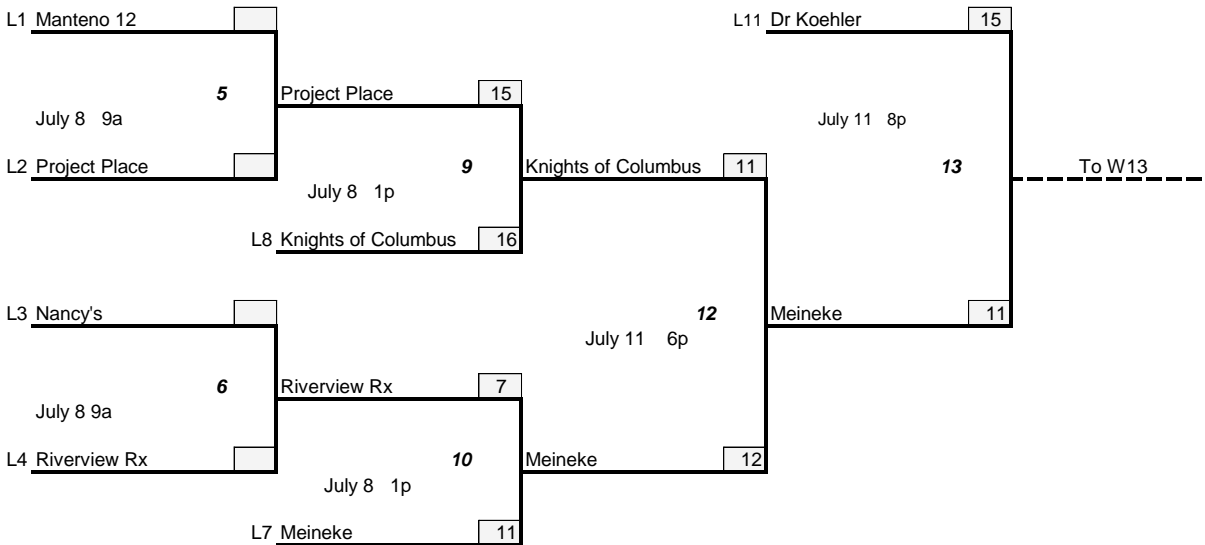 L1 Manteno 12
L11 Dr Koehler 15
5
Project Place 15
July 8 9a
July 11 8p
L2 Project Place
9
Knights of Columbus 11
13
To W13
July 8 1p
L8 Knights of Columbus 16
L3 Nancy's
12
Meineke 11
July 11 6p
6
Riverview Rx 7
July 8 9a
L4 Riverview Rx
10
Meineke 12
July 8 1p
L7 Meineke 11